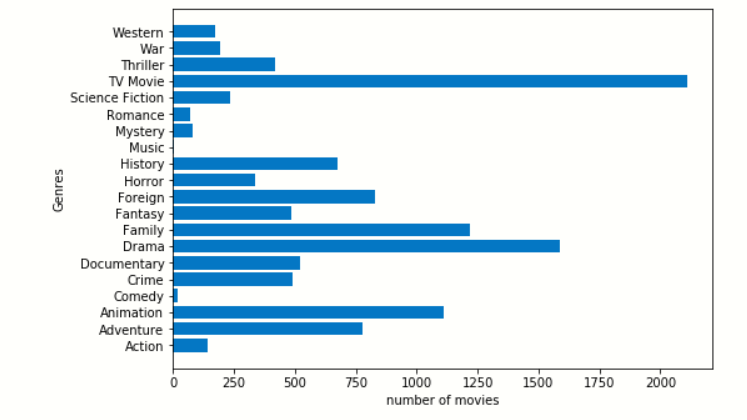 Western
War
Thriller
TV Movie
Science Fiction
Romance
Mystery
Music
History
Horror
Foreign
Fantasy
Family
Drama
Documentary
Crime
Comedy
Animation
Adventure
Action
Genres
0 250 500 750 1000 1250 1500 1750 2000
number of movies